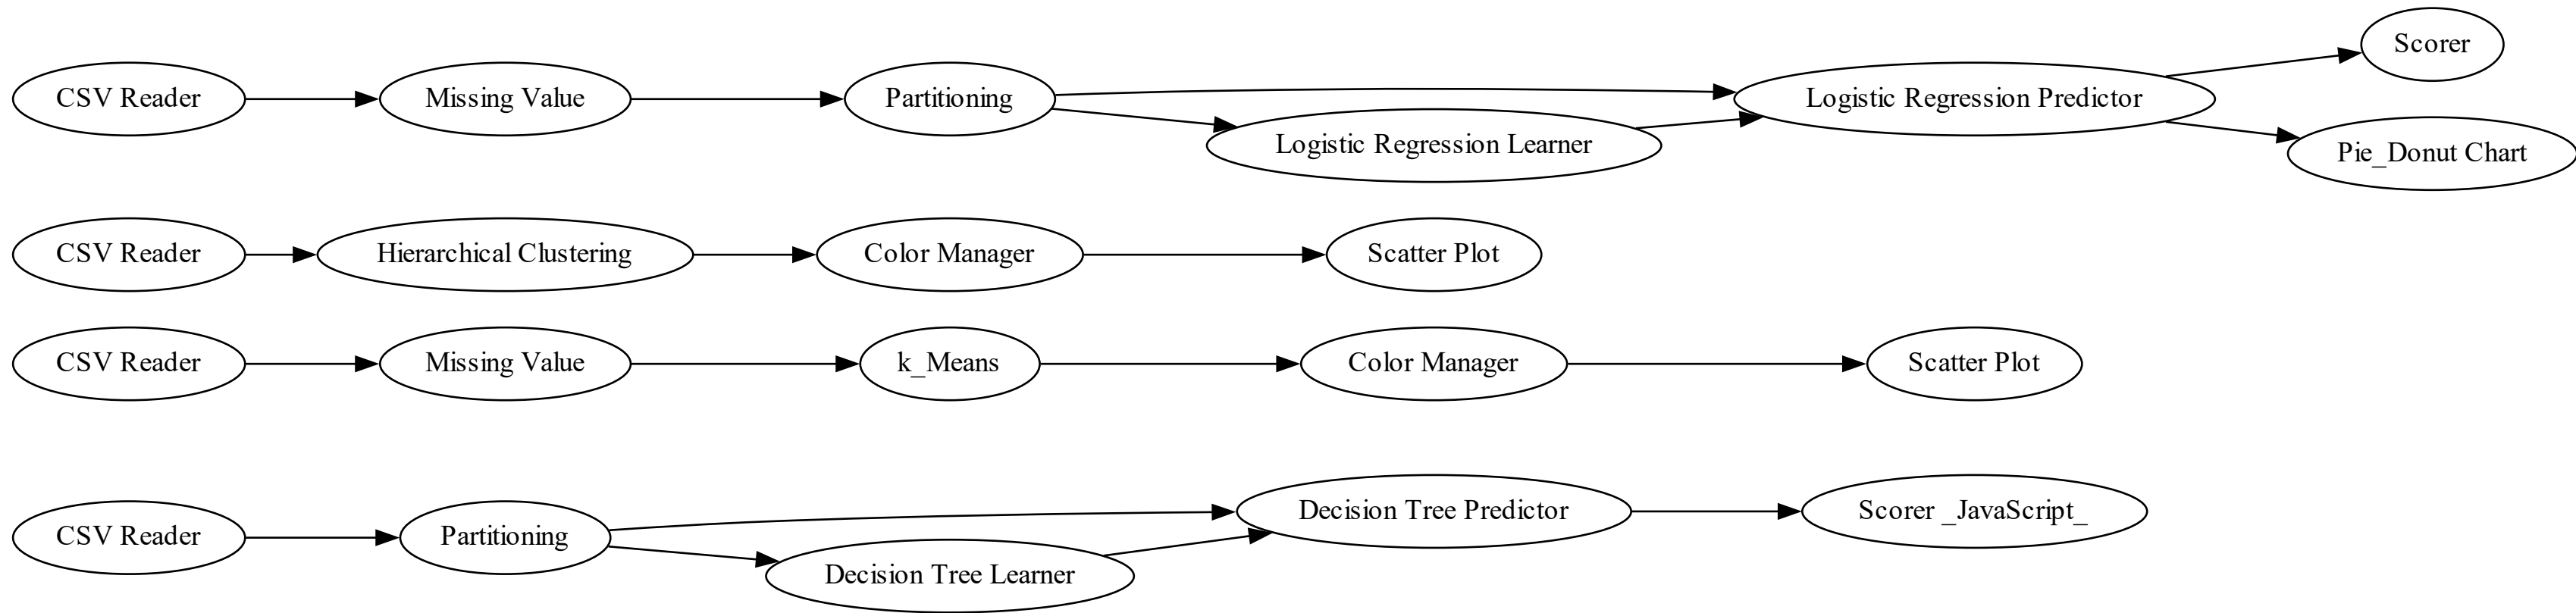 CSV Reader
Missing Value
Partitioning
Logistic Regression Learner
Logistic Regression Predictor
Scorer
Pie_Donut Chart
CSV Reader
Hierarchical Clustering
Color Manager
Scatter Plot
CSV Reader
Missing Value
k_Means
Color Manager
Scatter Plot
CSV Reader
Partitioning
Decision Tree Learner
Decision Tree Predictor
Scorer _JavaScript_